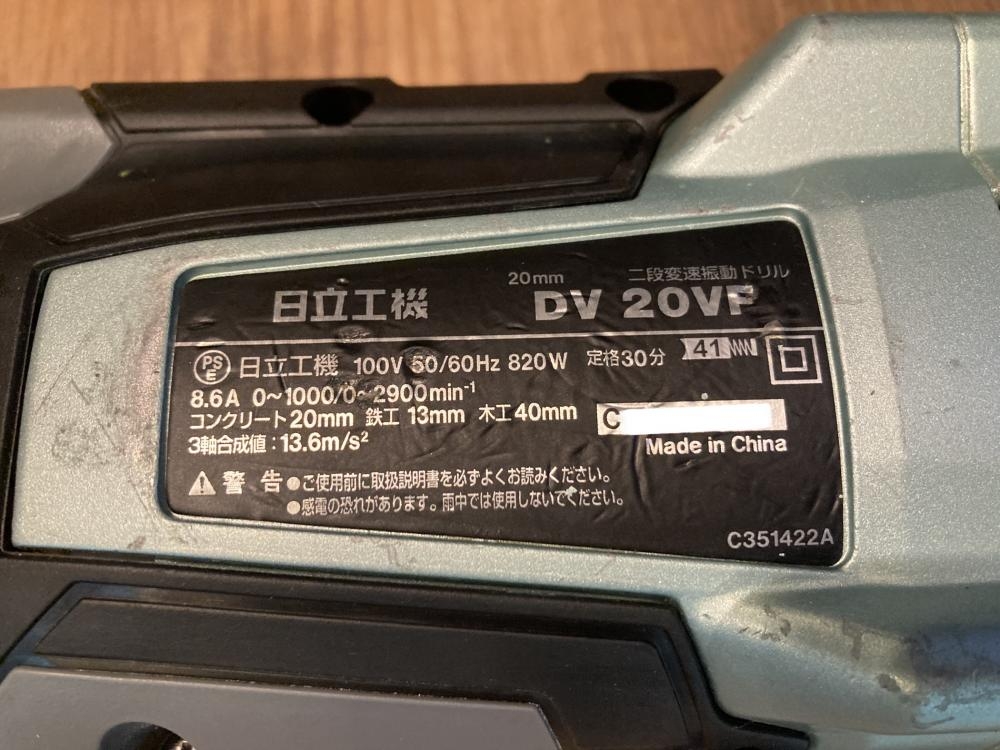 20mm 二段変速振動ドリル
日立工機 DV 20VF
PS E 日立工機 100V 50/60Hz 820W 定格30分 41
8.6A 0~1000/0~2900min⁻¹
コンクリート20mm 鉄工 13mm 木工40mm C
3軸合成値:13.6m/s² Made in China
警告 ●ご使用前に取扱説明書を必ずよくお読みください。
●感電の恐れがあります。雨中では使用しないでください。
C351422A